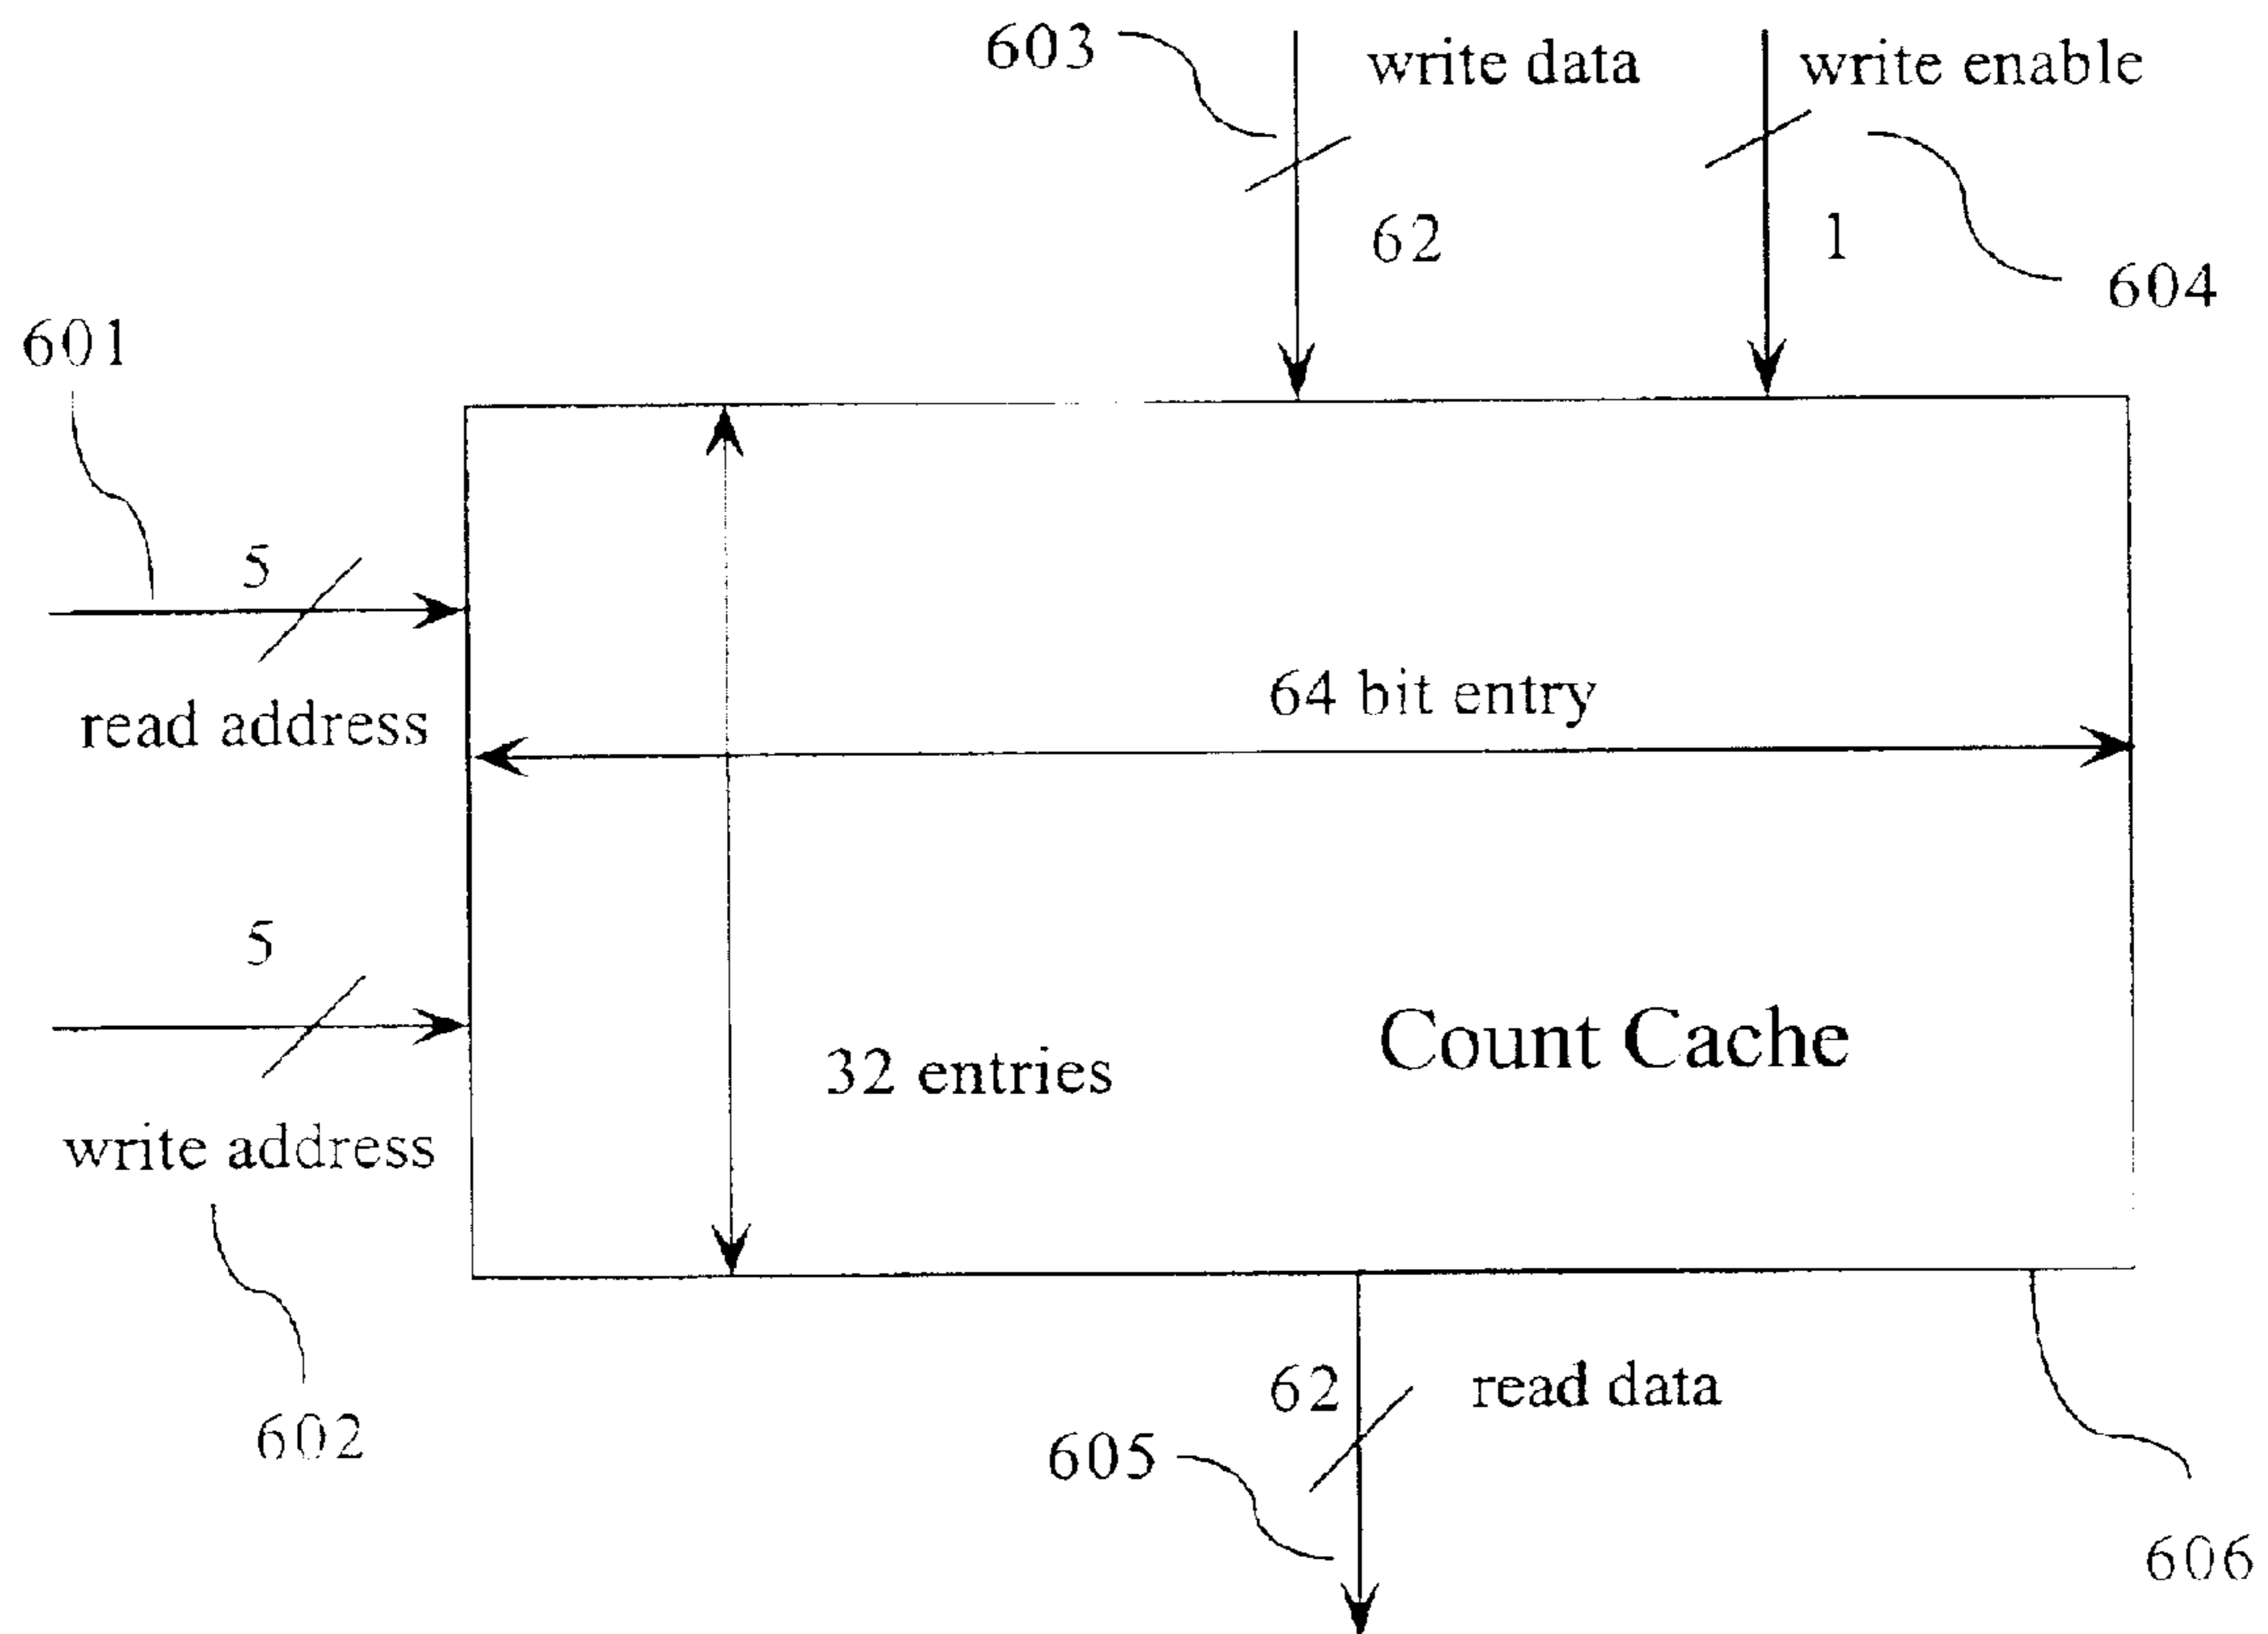 603
write data
write enable
62
1
604
601
5
64 bit entry
read address
5
Count Cache
32 entries
write address
62
read data
602
605
606